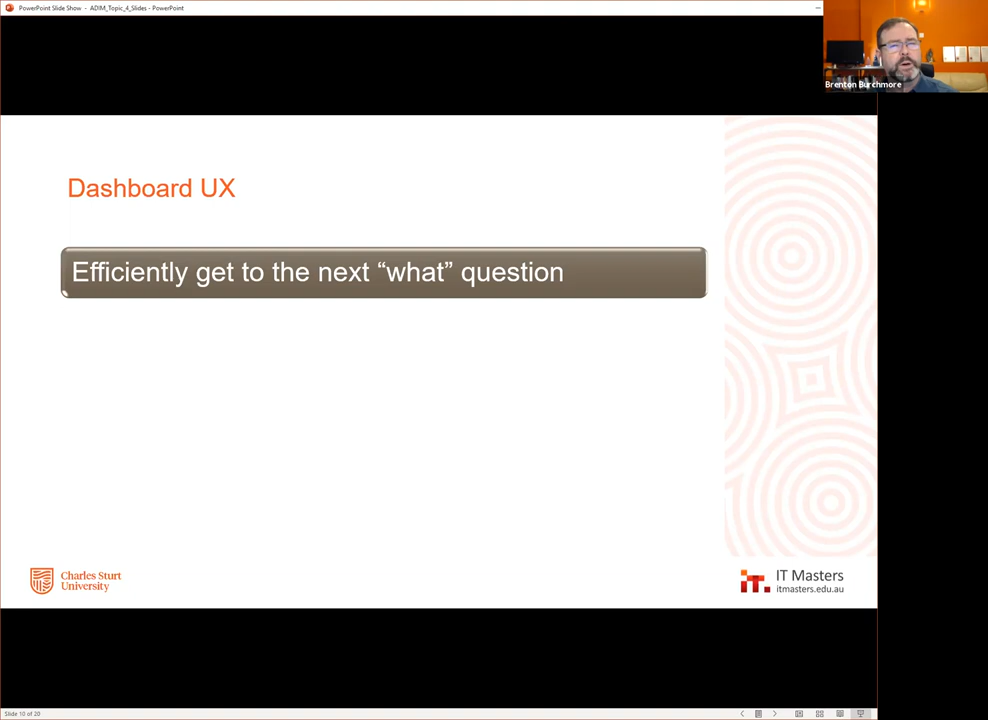 PowerPoint Slide Show - ADIM_Topic_4_Slides - PowerPoint
Brenton Burchmore
Dashboard UX
Efficiently get to the next “what” question
Charles Sturt
University
IT Masters
itmasters.edu.au
Slide 10 of 20